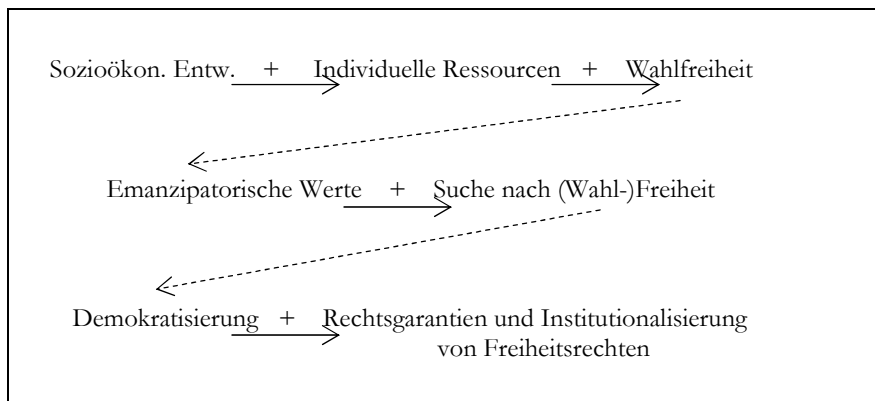 Sozioökon. Entw. + Individuelle Ressourcen + Wahlfreiheit
Emanzipatorische Werte + Suche nach (Wahl-)Freiheit
Demokratisierung + Rechtsgarantien und Institutionalisierung
von Freiheitsrechten